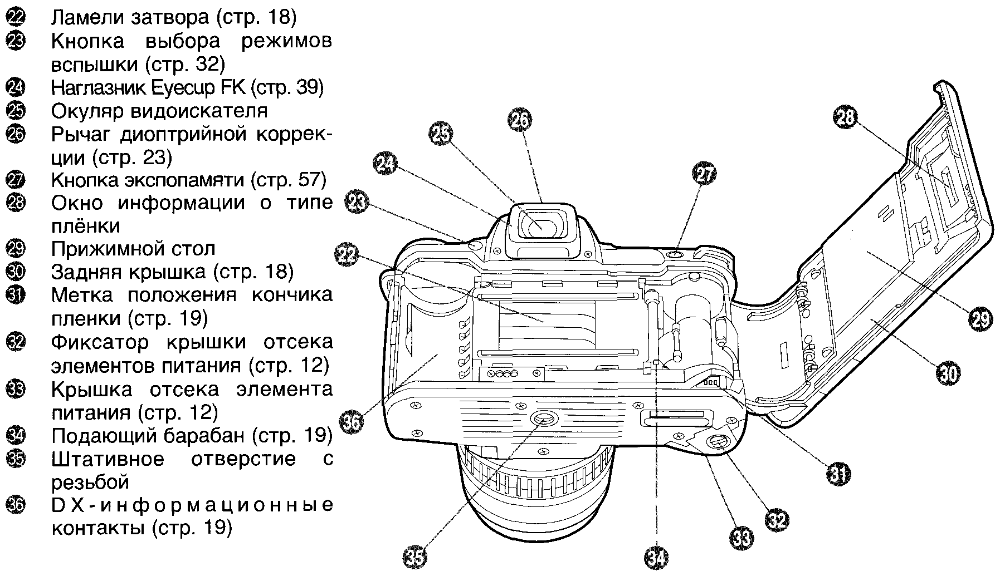 22 Ламели затвора (стр. 18)
23 Кнопка выбора режимов
вспышки (стр. 32)
24 Наглазник Eyecup FK (стр. 39)
25 Окуляр видоискателя
26 Рычаг диоптрийной коррек-
ции (стр. 23)
27 Кнопка экспопамяти (стр. 57)
28 Окно информации о типе
плёнки
29 Прижимной стол
30 Задняя крышка (стр. 18)
31 Метка положения кончика
пленки (стр. 19)
32 Фиксатор крышки отсека
элементов питания (стр. 12)
33 Крышка отсека элемента
питания (стр. 12)
34 Подающий барабан (стр. 19)
35 Штативное отверстие с
резьбой
36 DX-информационные
контакты (стр. 19)
26
25
28
24
27
23
22
29
30
36
31
32
33
35
34